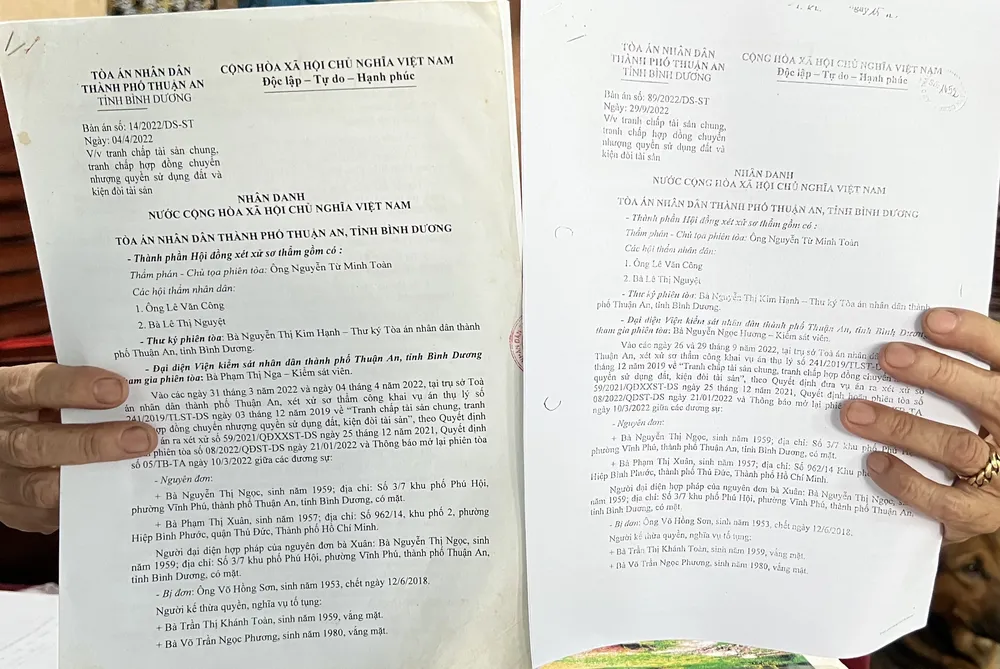 TÒA ÁN NHÂN DÂN
THÀNH PHỐ THUẬN AN
TỈNH BÌNH DƯƠNG
CỘNG HÒA XÃ HỘI CHỦ NGHĨA VIỆT NAM
Độc lập – Tự do – Hạnh phúc
Bản án số: 14/2022/DS-ST
Ngày: 04/4/2022
V/v tranh chấp tài sản chung,
tranh chấp hợp đồng chuyển
nhượng quyền sử dụng đất và
kiện đòi tài sản
NHÂN DANH
NƯỚC CỘNG HÒA XÃ HỘI CHỦ NGHĨA VIỆT NAM
TÒA ÁN NHÂN DÂN THÀNH PHỐ THUẬN AN, TỈNH BÌNH DƯƠNG
- Thành phần Hội đồng xét xử sơ thẩm gồm có :
Thẩm phán - Chủ tọa phiên tòa: Ông Nguyễn Từ Minh Toàn
Các hội thẩm nhân dân:
1. Ông Lê Văn Công
2. Bà Lê Thị Nguyệt
- Thư ký phiên tòa: Bà Nguyễn Thị Kim Hạnh – Thư ký Tòa án nhân dân thành
phố Thuận An, tỉnh Bình Dương.
- Đại diện Viện kiểm sát nhân dân thành phố Thuận An, tỉnh Bình Dương
tham gia phiên tòa: Bà Phạm Thị Nga – Kiểm sát viên.
Vào các ngày 31 tháng 3 năm 2022 và ngày 04 tháng 4 năm 2022, tại trụ sở Toà
án nhân dân thành phố Thuận An, xét xử sơ thẩm công khai vụ án thụ lý số
241/2019/TLST-DS ngày 03 tháng 12 năm 2019 về “Tranh chấp tài sản chung, tranh
hợp đồng chuyển nhượng quyền sử dụng đất, kiện đòi tài sản”, theo Quyết định
án ra xét xử số 59/2021/QĐXXST-DS ngày 25 tháng 12 năm 2021, Quyết định
phiên tòa số 08/2022/QĐST-DS ngày 21/01/2022 và Thông báo mở lại phiên tòa
số 05/TB-TA ngày 10/3/2022 giữa các đương sự:
- Nguyên đơn:
+ Bà Nguyễn Thị Ngọc, sinh năm 1959; địa chỉ: Số 3/7 khu phố Phú Hội,
phường Vĩnh Phú, thành phố Thuận An, tỉnh Bình Dương, có mặt.
+ Bà Phạm Thị Xuân, sinh năm 1957; địa chỉ: Số 962/14, khu phố 2, phường
Hiệp Bình Phước, quận Thủ Đức, Thành phố Hồ Chí Minh.
Người đại diện hợp pháp của nguyên đơn bà Xuân: Bà Nguyễn Thị Ngọc, sinh
năm 1959; địa chỉ: Số 3/7 khu phố Phú Hội, phường Vĩnh Phú, thành phố Thuận An,
tỉnh Bình Dương, có mặt.
- Bị đơn: Ông Võ Hồng Sơn, sinh năm 1953, chết ngày 12/6/2018.
Người kế thừa quyền, nghĩa vụ tố tụng:
+ Bà Trần Thị Khánh Toàn, sinh năm 1959, vắng mặt.
+ Bà Võ Trần Ngọc Phương, sinh năm 1980, vắng mặt.
TÒA ÁN NHÂN DÂN
THÀNH PHỐ THUẬN AN
TỈNH BÌNH DƯƠNG
CỘNG HÒA XÃ HỘI CHỦ NGHĨA VIỆT NAM
Độc lập – Tự do – Hạnh phúc
Bản án số: 89/2022/DS-ST
Ngày: 29/9/2022
V/v tranh chấp tài sản chung,
tranh chấp hợp đồng chuyển
nhượng quyền sử dụng đất và
kiện đòi tài sản
NHÂN DANH
NƯỚC CỘNG HÒA XÃ HỘI CHỦ NGHĨA VIỆT NAM
TÒA ÁN NHÂN DÂN THÀNH PHỐ THUẬN AN, TỈNH BÌNH DƯƠNG
- Thành phần Hội đồng xét xử sơ thẩm gồm có :
Thẩm phán - Chủ tọa phiên tòa: Ông Nguyễn Từ Minh Toàn
Các hội thẩm nhân dân:
1. Ông Lê Văn Công
2. Bà Lê Thị Nguyệt
- Thư ký phiên tòa: Bà Nguyễn Thị Kim Hạnh – Thư ký Tòa án nhân dân thành
phố Thuận An, tỉnh Bình Dương.
- Đại diện Viện kiểm sát nhân dân thành phố Thuận An, tỉnh Bình Dương
tham gia phiên tòa: Bà Nguyễn Ngọc Hương – Kiểm sát viên.
Vào các ngày 26 và 29 tháng 9 năm 2022, tại trụ sở Toà án nhân dân
Thuận An, xét xử sơ thẩm công khai vụ án thụ lý số 241/2019/TLST-DS
tháng 12 năm 2019 về “Tranh chấp tài sản chung, tranh chấp hợp đồng chuyển
quyền sử dụng đất, kiện đòi tài sản”, theo Quyết định đưa vụ án ra xét xử số
59/2021/QĐXXST-DS ngày 25 tháng 12 năm 2021, Quyết định hoãn phiên tòa số
08/2022/QĐST-DS ngày 21/01/2022 và Thông báo mở lại phiên
ngày 10/3/2022 giữa các đương sự:
- Nguyên đơn:
+ Bà Nguyễn Thị Ngọc, sinh năm 1959; địa chỉ: Số 3/7 khu phố
phường Vĩnh Phú, thành phố Thuận An, tỉnh Bình Dương, có mặt.
+ Bà Phạm Thị Xuân, sinh năm 1957; địa chỉ: Số 962/14 Khu phố
Hiệp Bình Phước, thành phố Thủ Đức, Thành phố Hồ Chí Minh.
Người đại diện hợp pháp của nguyên đơn bà Xuân: Bà Nguyễn Thị Ngọc, sinh
năm 1959; địa chỉ: Số 3/7 khu phố Phú Hội, phường Vĩnh Phú, thành phố Thuận An,
tỉnh Bình Dương, có mặt.
- Bị đơn: Ông Võ Hồng Sơn, sinh năm 1953, chết ngày 12/6/2018.
Người kế thừa quyền, nghĩa vụ tố tụng:
+ Bà Trần Thị Khánh Toàn, sinh năm 1959, vắng mặt.
+ Bà Võ Trần Ngọc Phương, sinh năm 1980, vắng mặt.